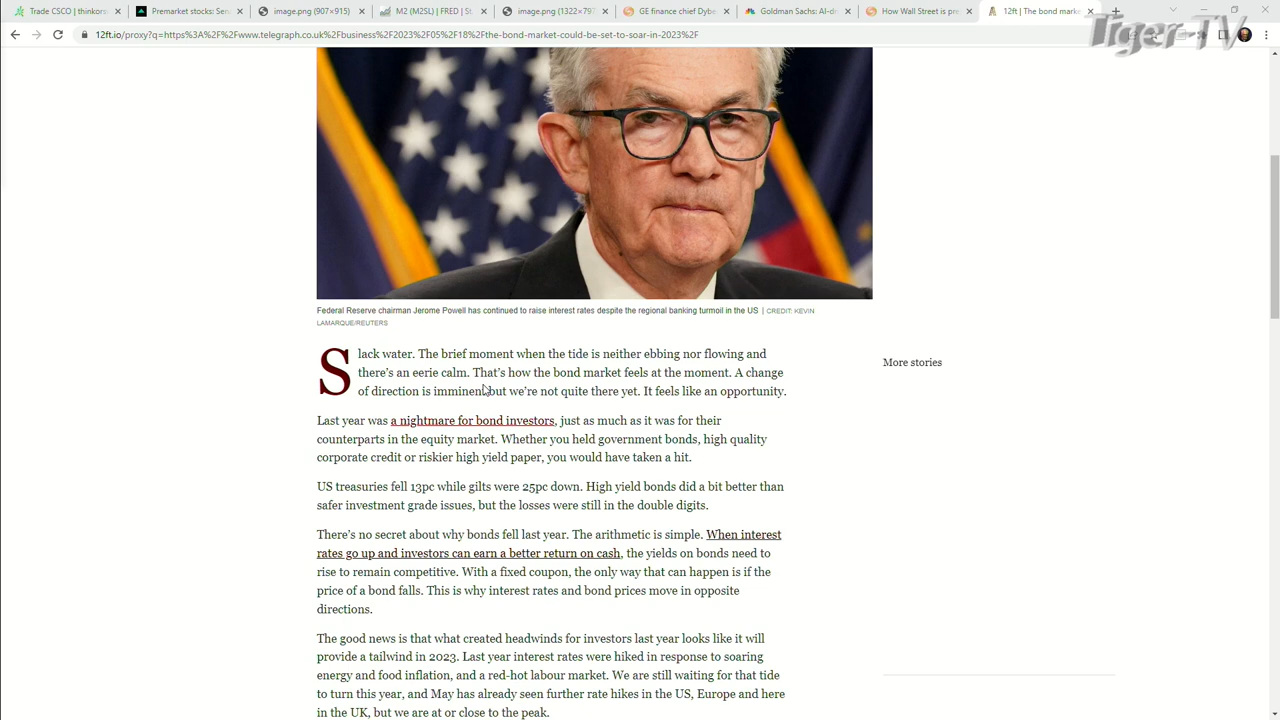 Trade CSCO | thinkors
Premarket stocks: Sen
image.png (907×915)
M2 (M2SL) | FRED | St.
image.png (1322×797
GE finance chief Dybe
Goldman Sachs: AI-dr
How Wall Street is pre
12ft | The bond marke
Tiger TV
12ft.io/proxy?q=https%3A%2F%2Fwww.telegraph.co.uk%2Fbusiness%2F2023%2F05%2F18%2Fthe-bond-market-could-be-set-to-soar-in-2023%2F
Federal Reserve chairman Jerome Powell has continued to raise interest rates despite the regional banking turmoil in the US | CREDIT: KEVIN
LAMARQUE/REUTERS
Slack water. The brief moment when the tide is neither ebbing nor flowing and
there's an eerie calm. That's how the bond market feels at the moment. A change
of direction is imminent but we're not quite there yet. It feels like an opportunity.
More stories
Last year was a nightmare for bond investors, just as much as it was for their
counterparts in the equity market. Whether you held government bonds, high quality
corporate credit or riskier high yield paper, you would have taken a hit.
US treasuries fell 13pc while gilts were 25pc down. High yield bonds did a bit better than
safer investment grade issues, but the losses were still in the double digits.
There's no secret about why bonds fell last year. The arithmetic is simple. When interest
rates go up and investors can earn a better return on cash, the yields on bonds need to
rise to remain competitive. With a fixed coupon, the only way that can happen is if the
price of a bond falls. This is why interest rates and bond prices move in opposite
directions.
The good news is that what created headwinds for investors last year looks like it will
provide a tailwind in 2023. Last year interest rates were hiked in response to soaring
energy and food inflation, and a red-hot labour market. We are still waiting for that tide
to turn this year, and May has already seen further rate hikes in the US, Europe and here
in the UK, but we are at or close to the peak.